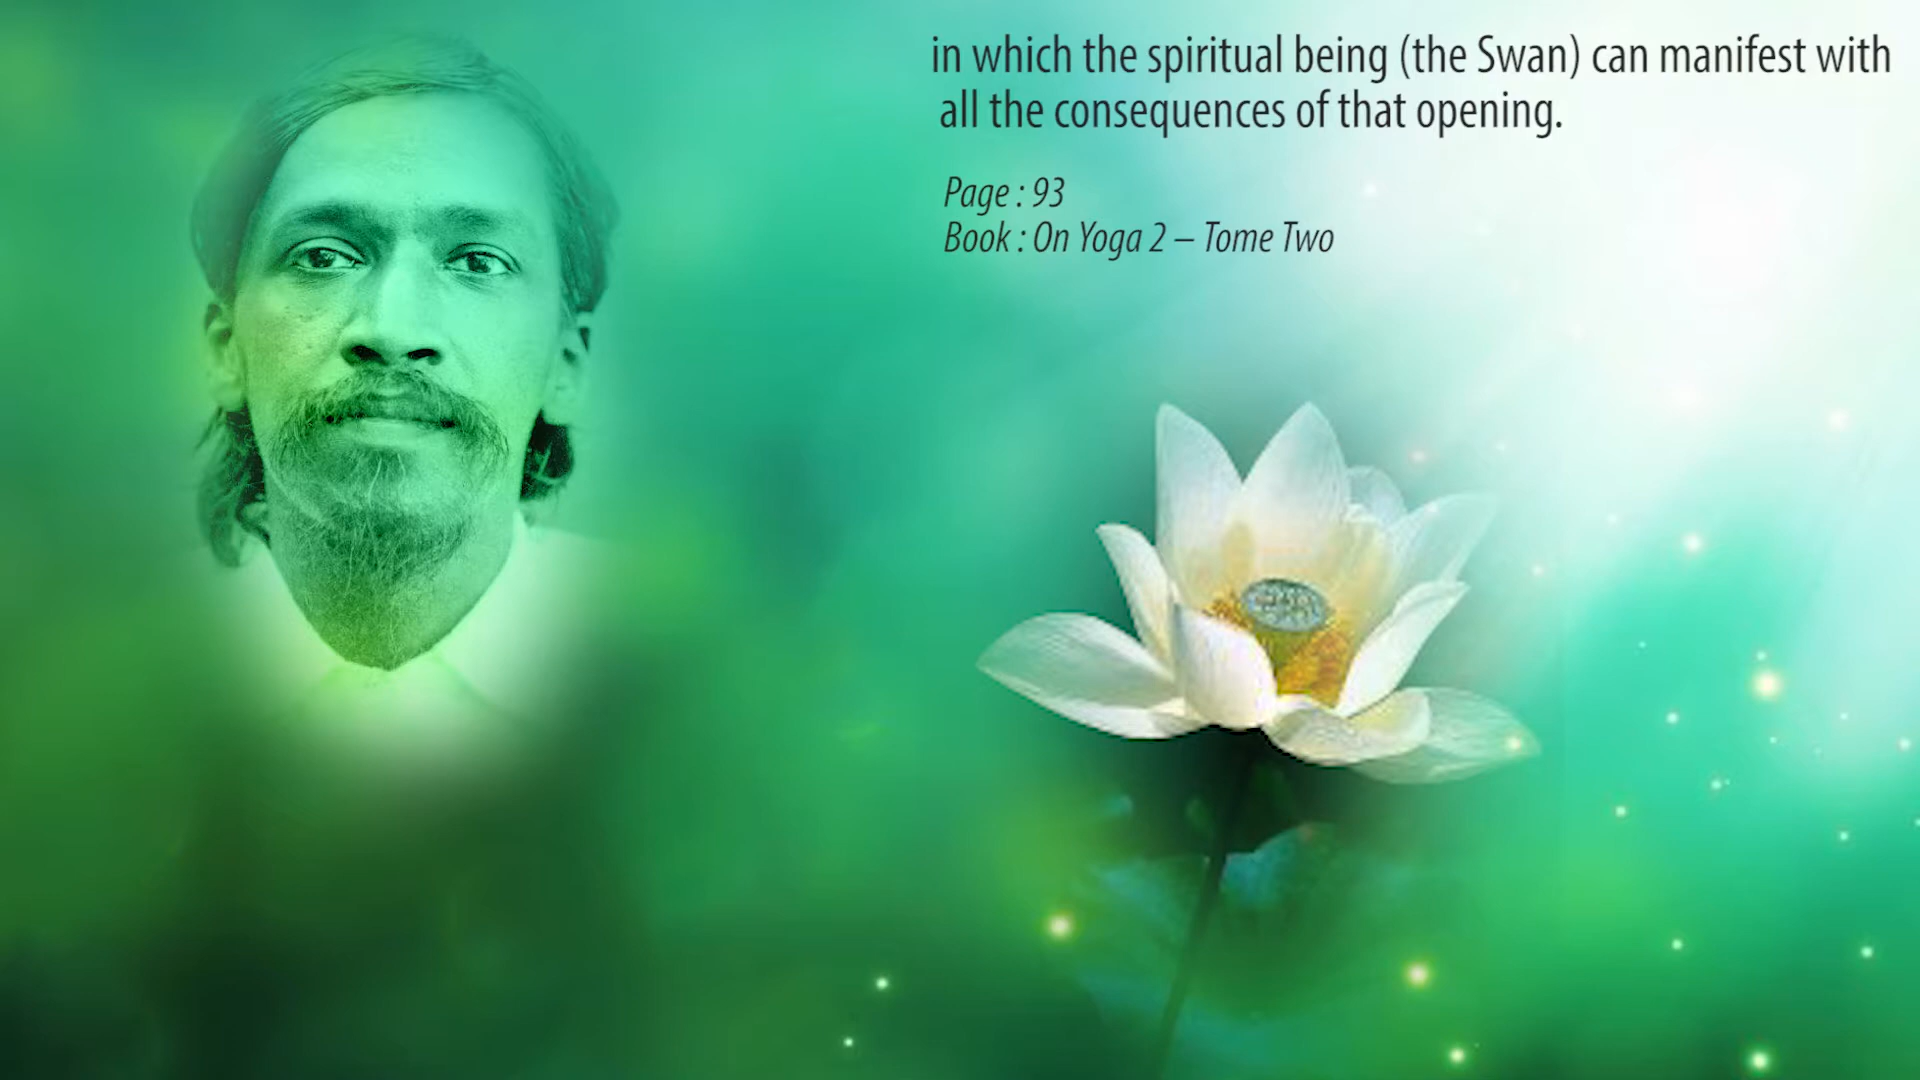 in which the spiritual being (the Swan) can manifest with
all the consequences of that opening.
Page : 93
Book : On Yoga 2 – Tome Two